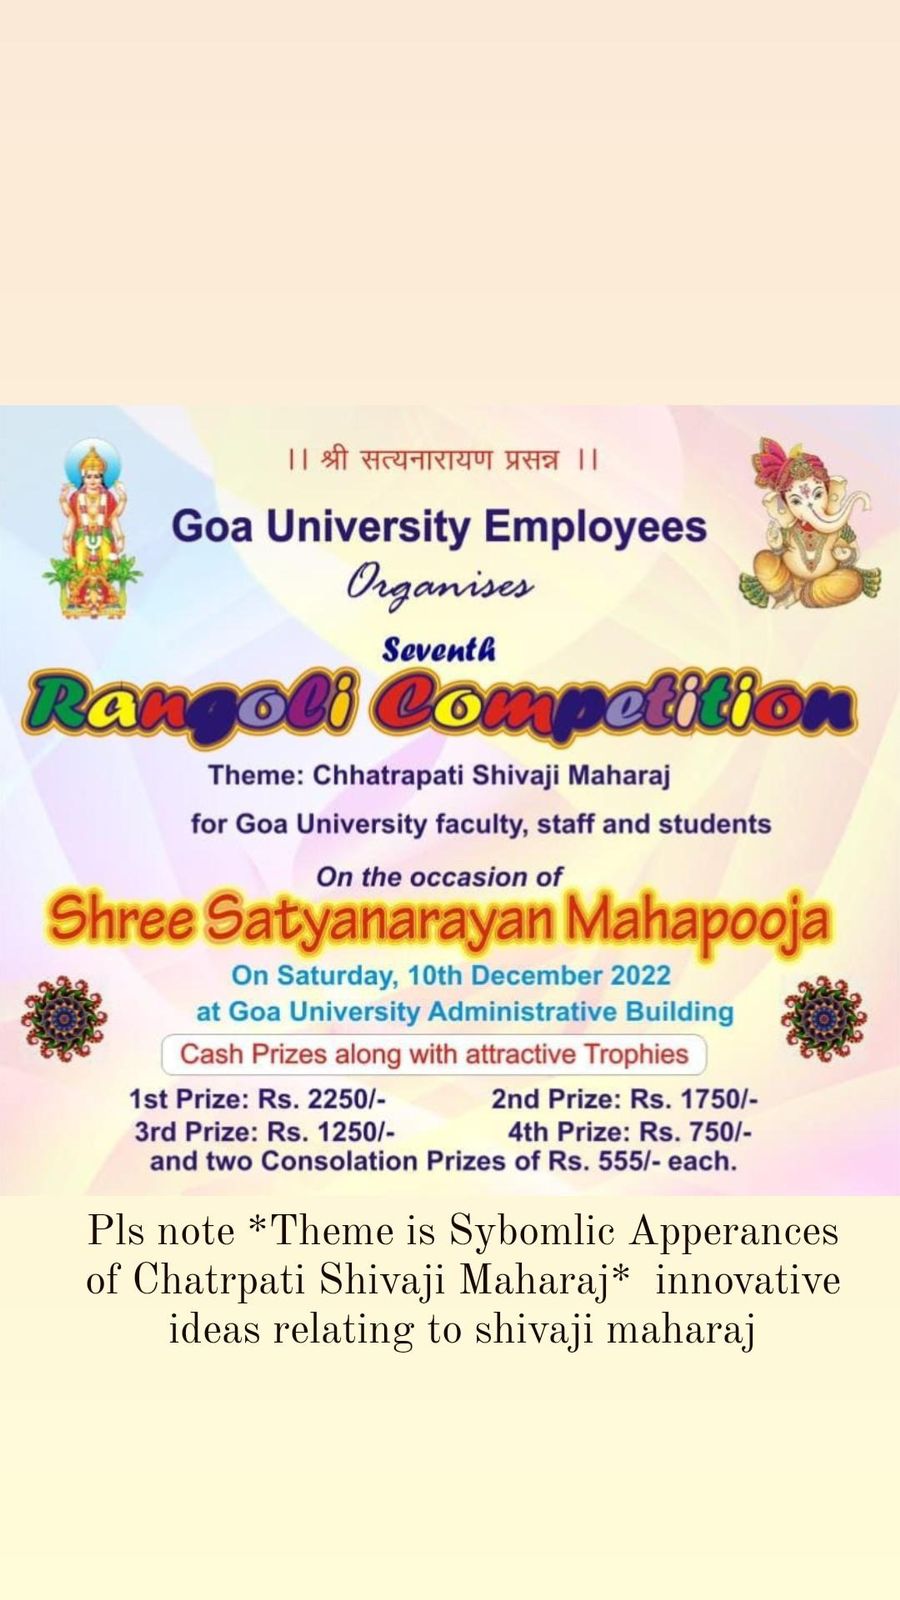 ।। श्री सत्यनारायण प्रसन्न ।।
Goa University Employees
Organises
Seventh
Rangoli Competition
Theme: Chhatrapati Shivaji Maharaj
for Goa University faculty, staff and students
On the occasion of
Shree Satyanarayan Mahapooja
On Saturday, 10th December 2022
at Goa University Administrative Building
Cash Prizes along with attractive Trophies
1st Prize: Rs. 2250/- 2nd Prize: Rs. 1750/-
3rd Prize: Rs. 1250/- 4th Prize: Rs. 750/-
and two Consolation Prizes of Rs. 555/- each.
Pls note *Theme is Sybomlic Apperances
of Chatrpati Shivaji Maharaj* innovative
ideas relating to shivaji maharaj